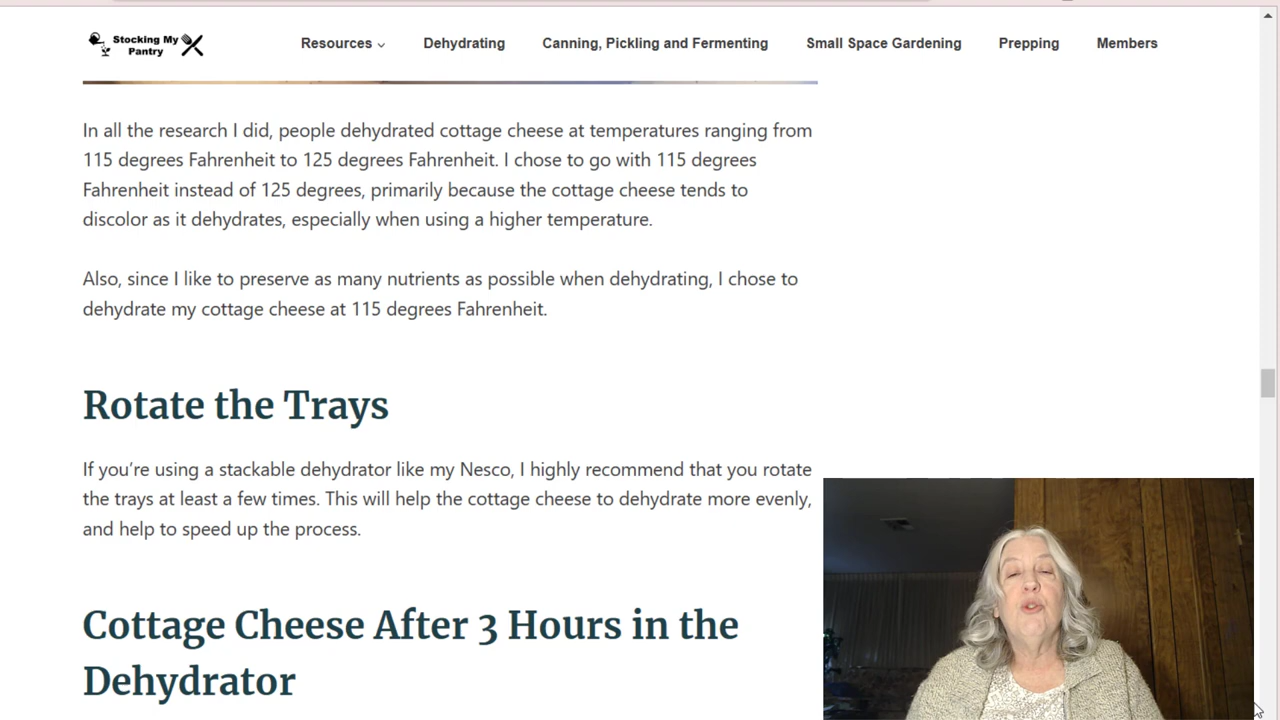 Stocking My
Pantry
Resources
Dehydrating
Canning, Pickling and Fermenting
Small Space Gardening
Prepping
Members
In all the research I did, people dehydrated cottage cheese at temperatures ranging from
115 degrees Fahrenheit to 125 degrees Fahrenheit. I chose to go with 115 degrees
Fahrenheit instead of 125 degrees, primarily because the cottage cheese tends to
discolor as it dehydrates, especially when using a higher temperature.
Also, since I like to preserve as many nutrients as possible when dehydrating, I chose to
dehydrate my cottage cheese at 115 degrees Fahrenheit.
Rotate the Trays
If you’re using a stackable dehydrator like my Nesco, I highly recommend that you rotate
the trays at least a few times. This will help the cottage cheese to dehydrate more evenly,
and help to speed up the process.
Cottage Cheese After 3 Hours in the
Dehydrator